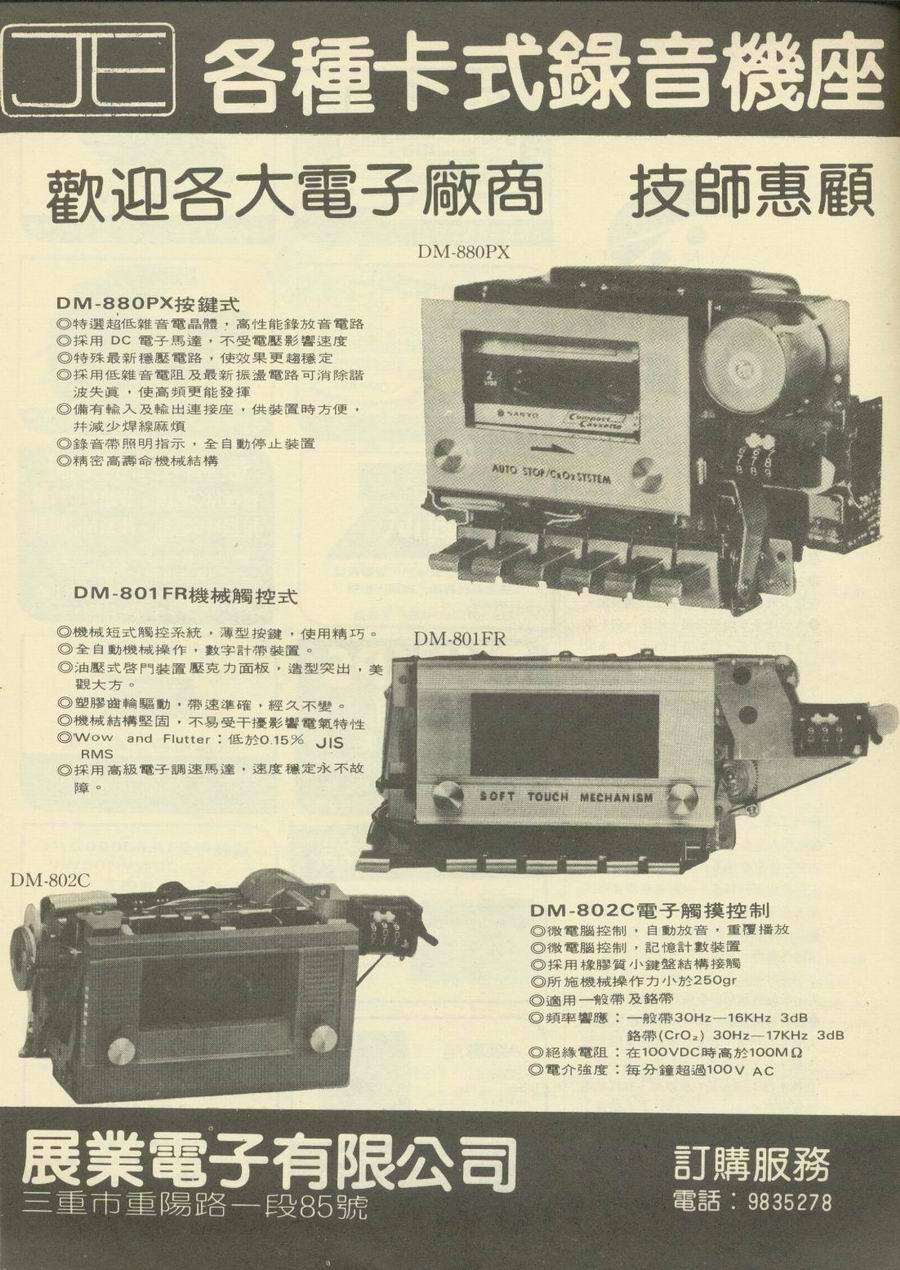 JE 各種卡式錄音機座
歡迎各大電子廠商 技師惠顧
DM-880PX
DM-880PX按鍵式
◎特選超低雜音電晶體，高性能錄放音電路
◎採用 DC 電子馬達，不受電壓影響速度
◎特殊最新穩壓電路，使效果更趨穩定
◎採用低雜音電阻及最新振盪電路可消除諧
波失眞，使高頻更能發揮
◎備有輸入及輸出連接座，供裝置時方便，
幷減少焊線麻煩
◎錄音帶照明指示，全自動停止裝置
◎精密高壽命機械結構
2
SIDE
SANYO
Compact
Cassette
AUTO STOP/CrO₂ SYSTEM
6 6 8
7 7 8
8 8 9
DM-801FR機械觸控式
◎機械短式觸控系統，薄型按鍵，使用精巧。
◎全自動機械操作，數字計帶裝置。
◎油壓式啓門裝置壓克力面板，造型突出，美
觀大方。
◎塑膠齒輪驅動，帶速準確，經久不變。
◎機械結構堅固，不易受干擾影響電氣特性
◎Wow and Flutter：低於0.15% JIS
RMS
◎採用高級電子調速馬達，速度穩定永不故
障。
DM-801FR
999
SOFT TOUCH MECHANISM
DM-802C
DM-802C電子觸摸控制
◎微電腦控制，自動放音，重覆播放
◎微電腦控制，記憶計數裝置
◎採用橡膠質小鍵盤結構接觸
◎所施機械操作力小於250gr
◎適用一般帶及鉻帶
◎頻率響應：一般帶30Hz—16KHz 3dB
鉻帶(CrO₂) 30Hz—17KHz 3dB
◎絕緣電阻：在100VDC時高於100MΩ
◎電介強度：每分鐘超過100V AC
展業電子有限公司
三重市重陽路一段85號
訂購服務
電話：9835278